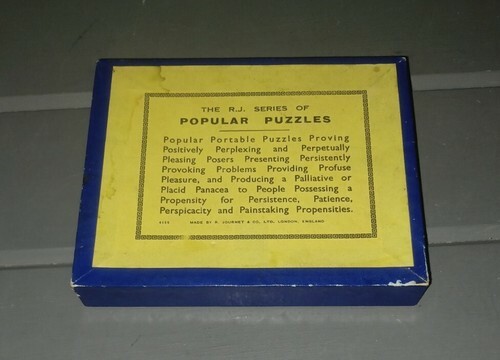 THE R.J. SERIES OF
POPULAR PUZZLES
Popular Portable Puzzles Proving
Positively Perplexing and Perpetually
Pleasing Posers Presenting Persistently
Provoking Problems Providing Profuse
Pleasure, and Producing a Palliative or
Placid Panacea to People Possessing a
Propensity for Persistence, Patience,
Perspicacity and Painstaking Propensities.
MADE BY R. JOURNET & CO. LTD. LONDON, ENGLAND